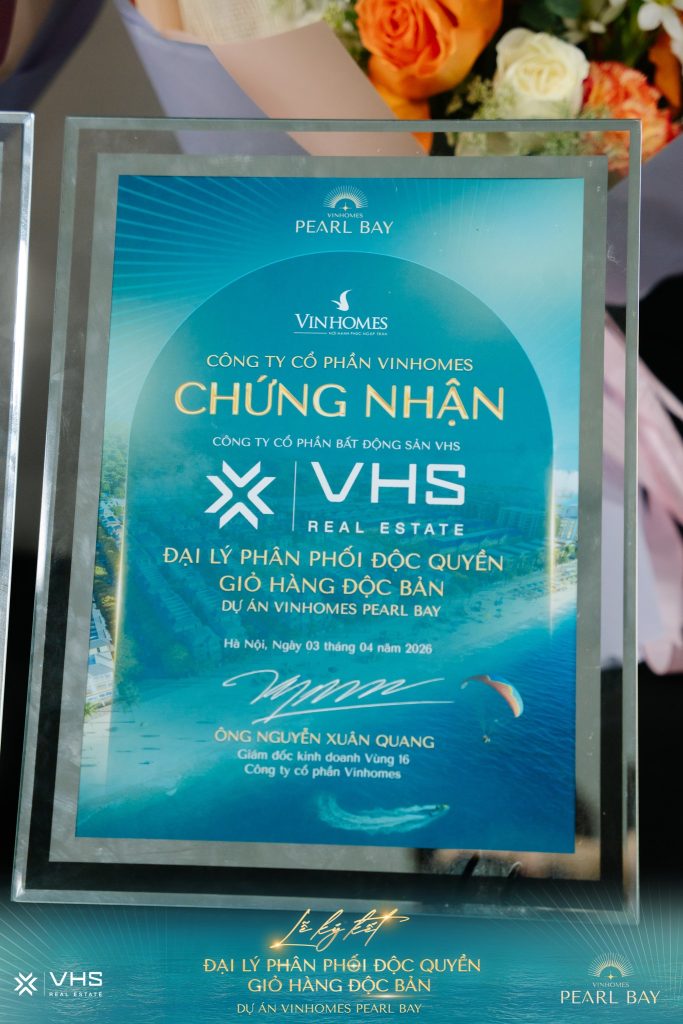 VINHOMES
PEARL BAY
VINHOMES
NƠI HẠNH PHÚC NGẬP TRÀN
CÔNG TY CỔ PHẦN VINHOMES
CHỨNG NHẬN
CÔNG TY CỔ PHẦN BẤT ĐỘNG SẢN VHS
VHS
REAL ESTATE
ĐẠI LÝ PHÂN PHỐI ĐỘC QUYỀN
GIỎ HÀNG ĐỘC BẢN
DỰ ÁN VINHOMES PEARL BAY
Hà Nội, Ngày 03 tháng 04 năm 2026
ÔNG NGUYỄN XUÂN QUANG
Giám đốc kinh doanh Vùng 16
Công ty cổ phần Vinhomes
Lễ ký kết
ĐẠI LÝ PHÂN PHỐI ĐỘC QUYỀN
GIỎ HÀNG ĐỘC BẢN
DỰ ÁN VINHOMES PEARL BAY
VHS
REAL ESTATE
VINHOMES
PEARL BAY